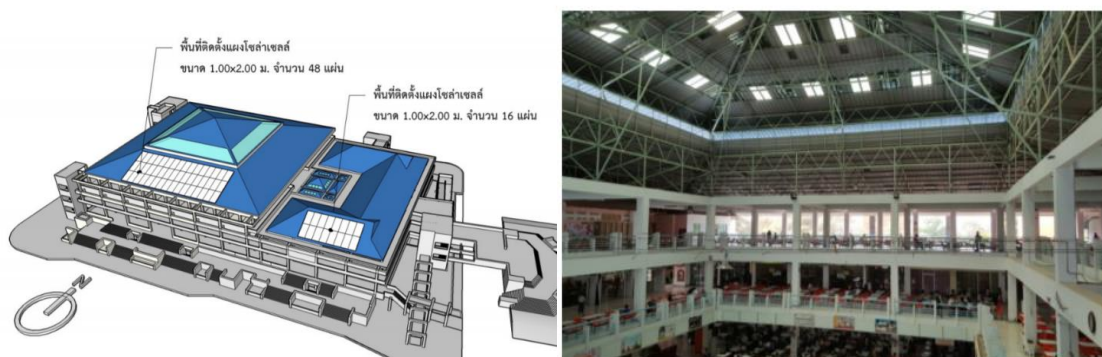 พื้นที่ติดตั้งแผงโซล่าเซลล์
ขนาด 1.00x2.00 ม. จำนวน 48 แผ่น
พื้นที่ติดตั้งแผงโซล่าเซลล์
ขนาด 1.00x2.00 ม. จำนวน 16 แผ่น
N